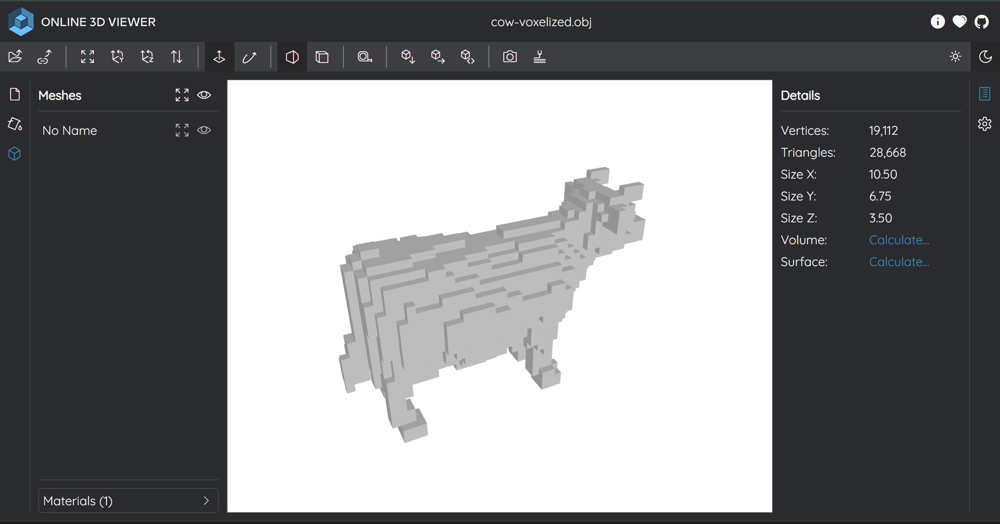 ONLINE 3D VIEWER
cow-voxelized.obj
Meshes
No Name
Materials (1)
Details
Vertices: 19,112
Triangles: 28,668
Size X: 10.50
Size Y: 6.75
Size Z: 3.50
Volume: Calculate...
Surface: Calculate...